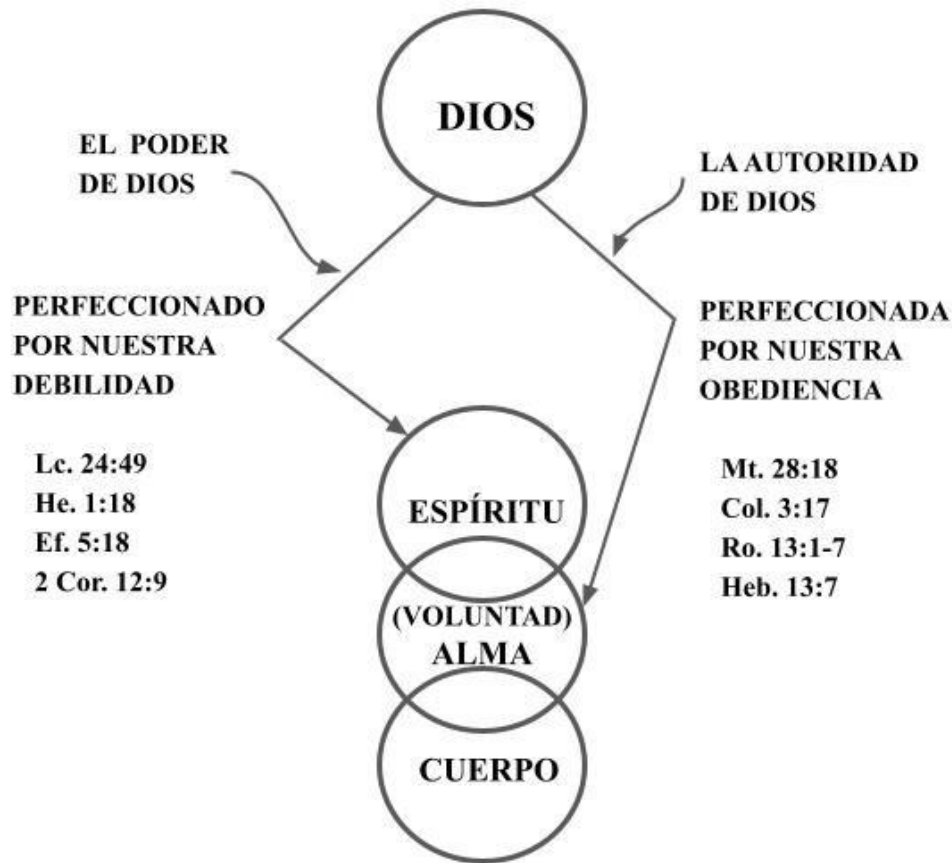 DIOS
EL PODER
DE DIOS
LA AUTORIDAD
DE DIOS
PERFECCIONADO
POR NUESTRA
DEBILIDAD
PERFECCIONADA
POR NUESTRA
OBEDIENCIA
Lc. 24:49
He. 1:18
Ef. 5:18
2 Cor. 12:9
Mt. 28:18
Col. 3:17
Ro. 13:1-7
Heb. 13:7
ESPÍRITU
(VOLUNTAD)
ALMA
CUERPO